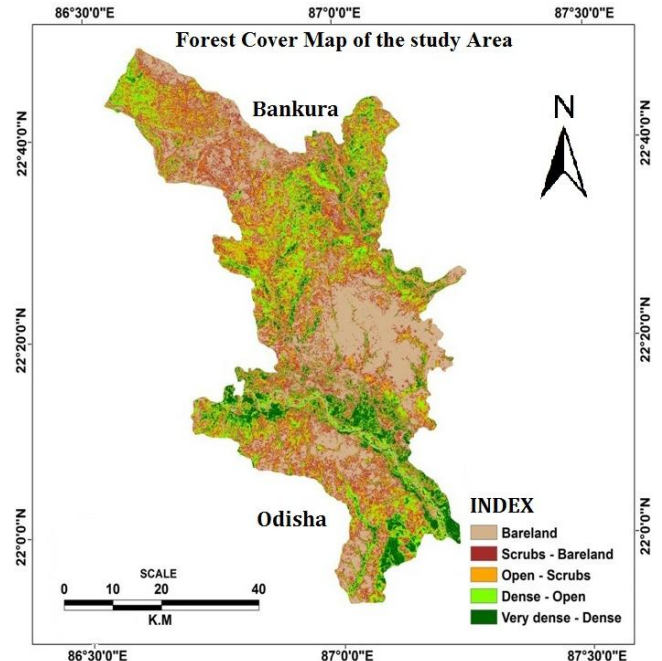 86°30'0"E 87°0'0"E 87°30'0"E
Forest Cover Map of the study Area
Bankura
N
22°40'0"N 22°40'0"N
22°20'0"N 22°20'0"N
Odisha
INDEX
22°0'0"N 22°0'0"N
Bareland
Scrubs - Bareland
Open - Scrubs
Dense - Open
Very dense - Dense
SCALE
0 10 20 40
K.M
86°30'0"E 87°0'0"E 87°30'0"E